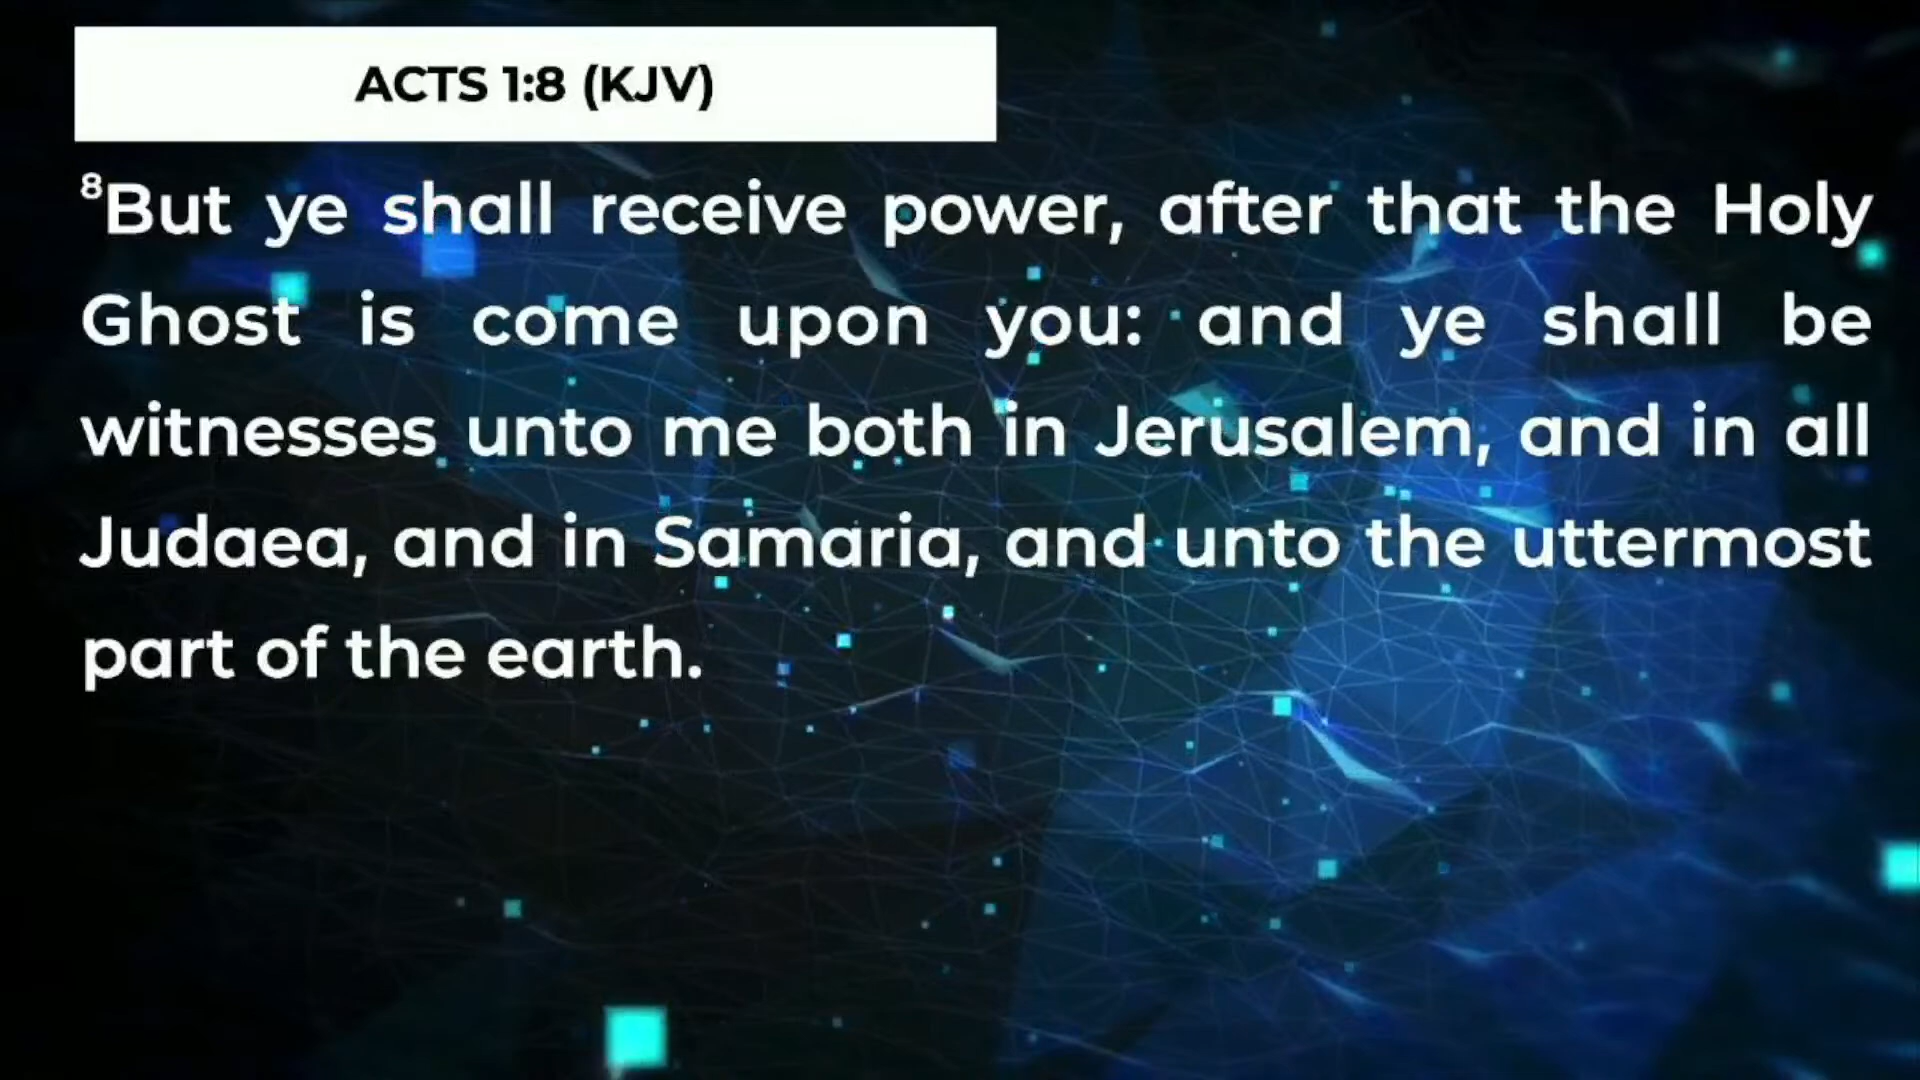 ACTS 1:8 (KJV)
⁸But ye shall receive power, after that the Holy
Ghost is come upon you: and ye shall be
witnesses unto me both in Jerusalem, and in all
Judaea, and in Samaria, and unto the uttermost
part of the earth.